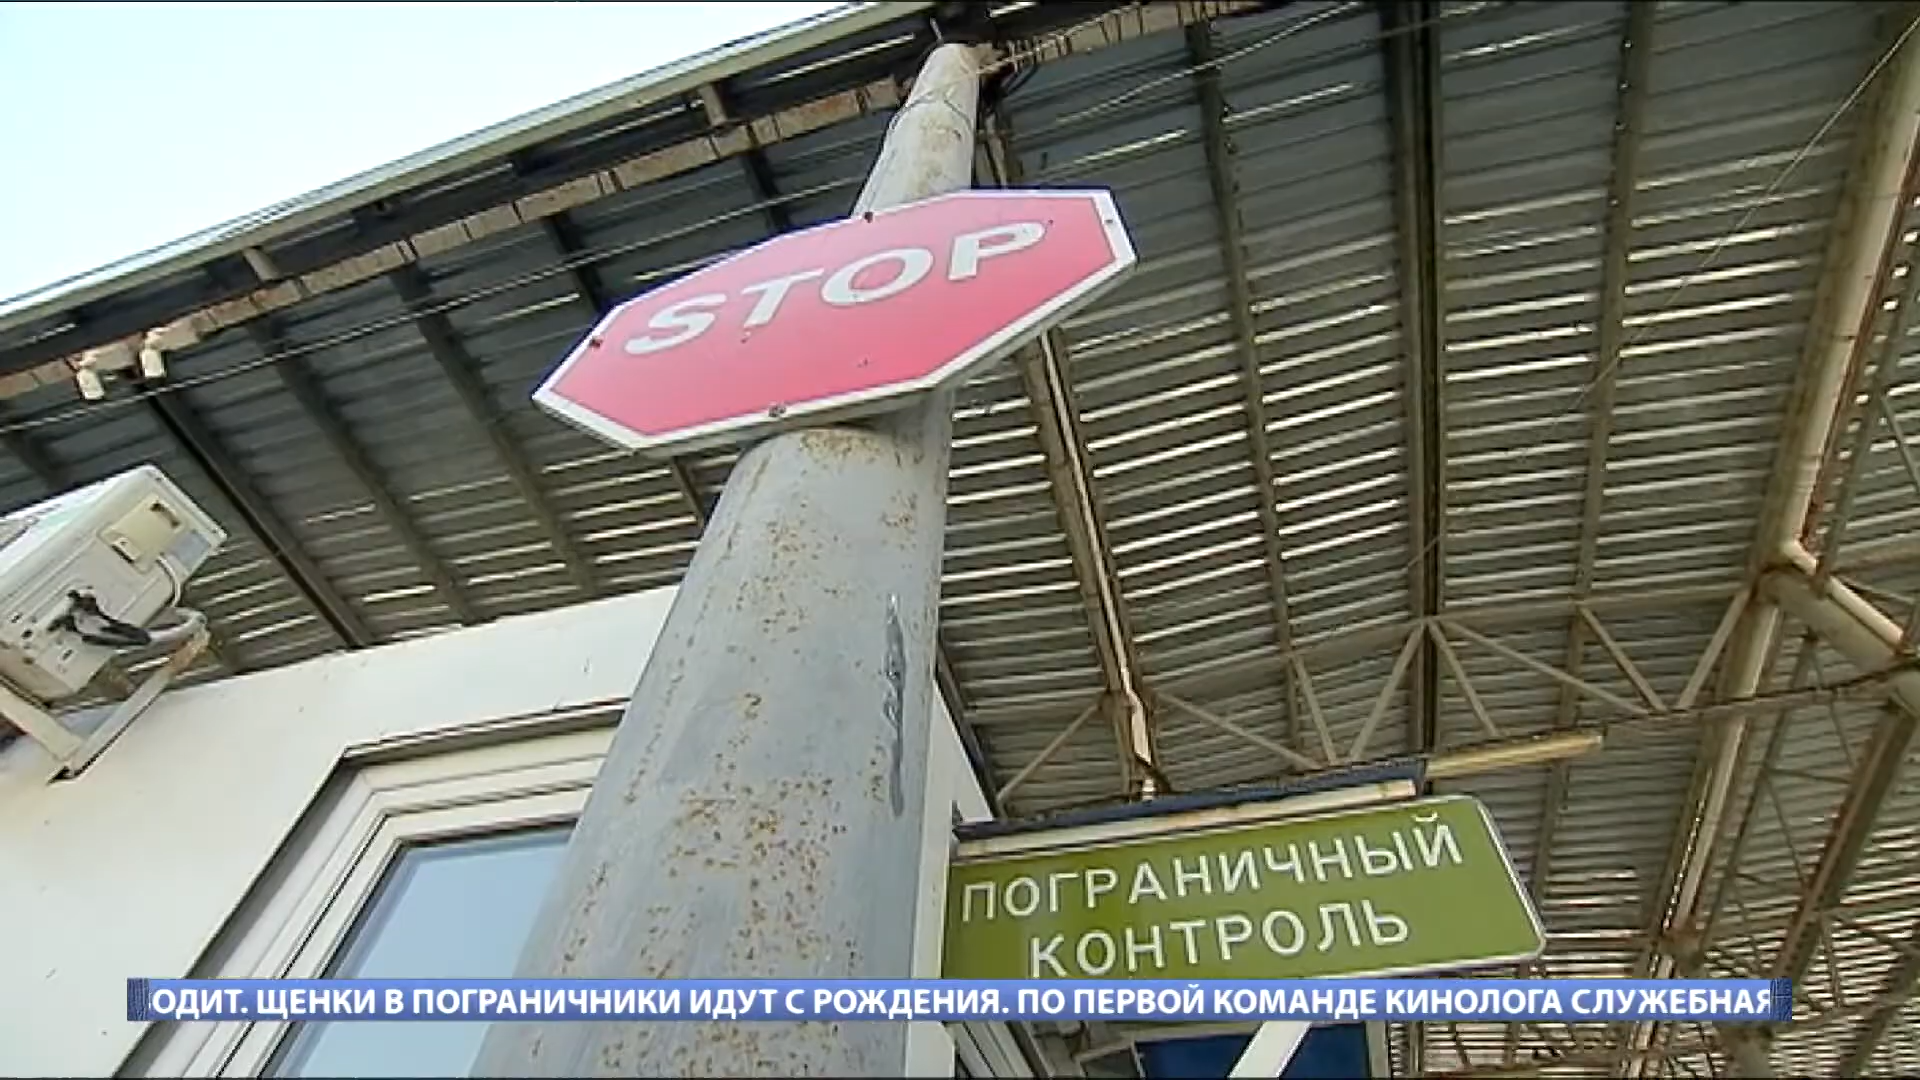 STOP
ПОГРАНИЧНЫЙ
КОНТРОЛЬ
ОДИТ. ЩЕНКИ В ПОГРАНИЧНИКИ ИДУТ С РОЖДЕНИЯ. ПО ПЕРВОЙ КОМАНДЕ КИНОЛОГА СЛУЖЕБНАЯ